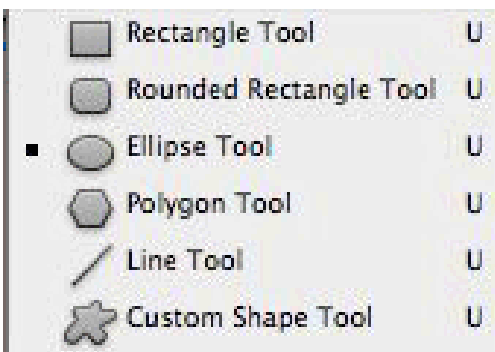 Rectangle Tool U
Rounded Rectangle Tool U
Ellipse Tool U
Polygon Tool U
Line Tool U
Custom Shape Tool U